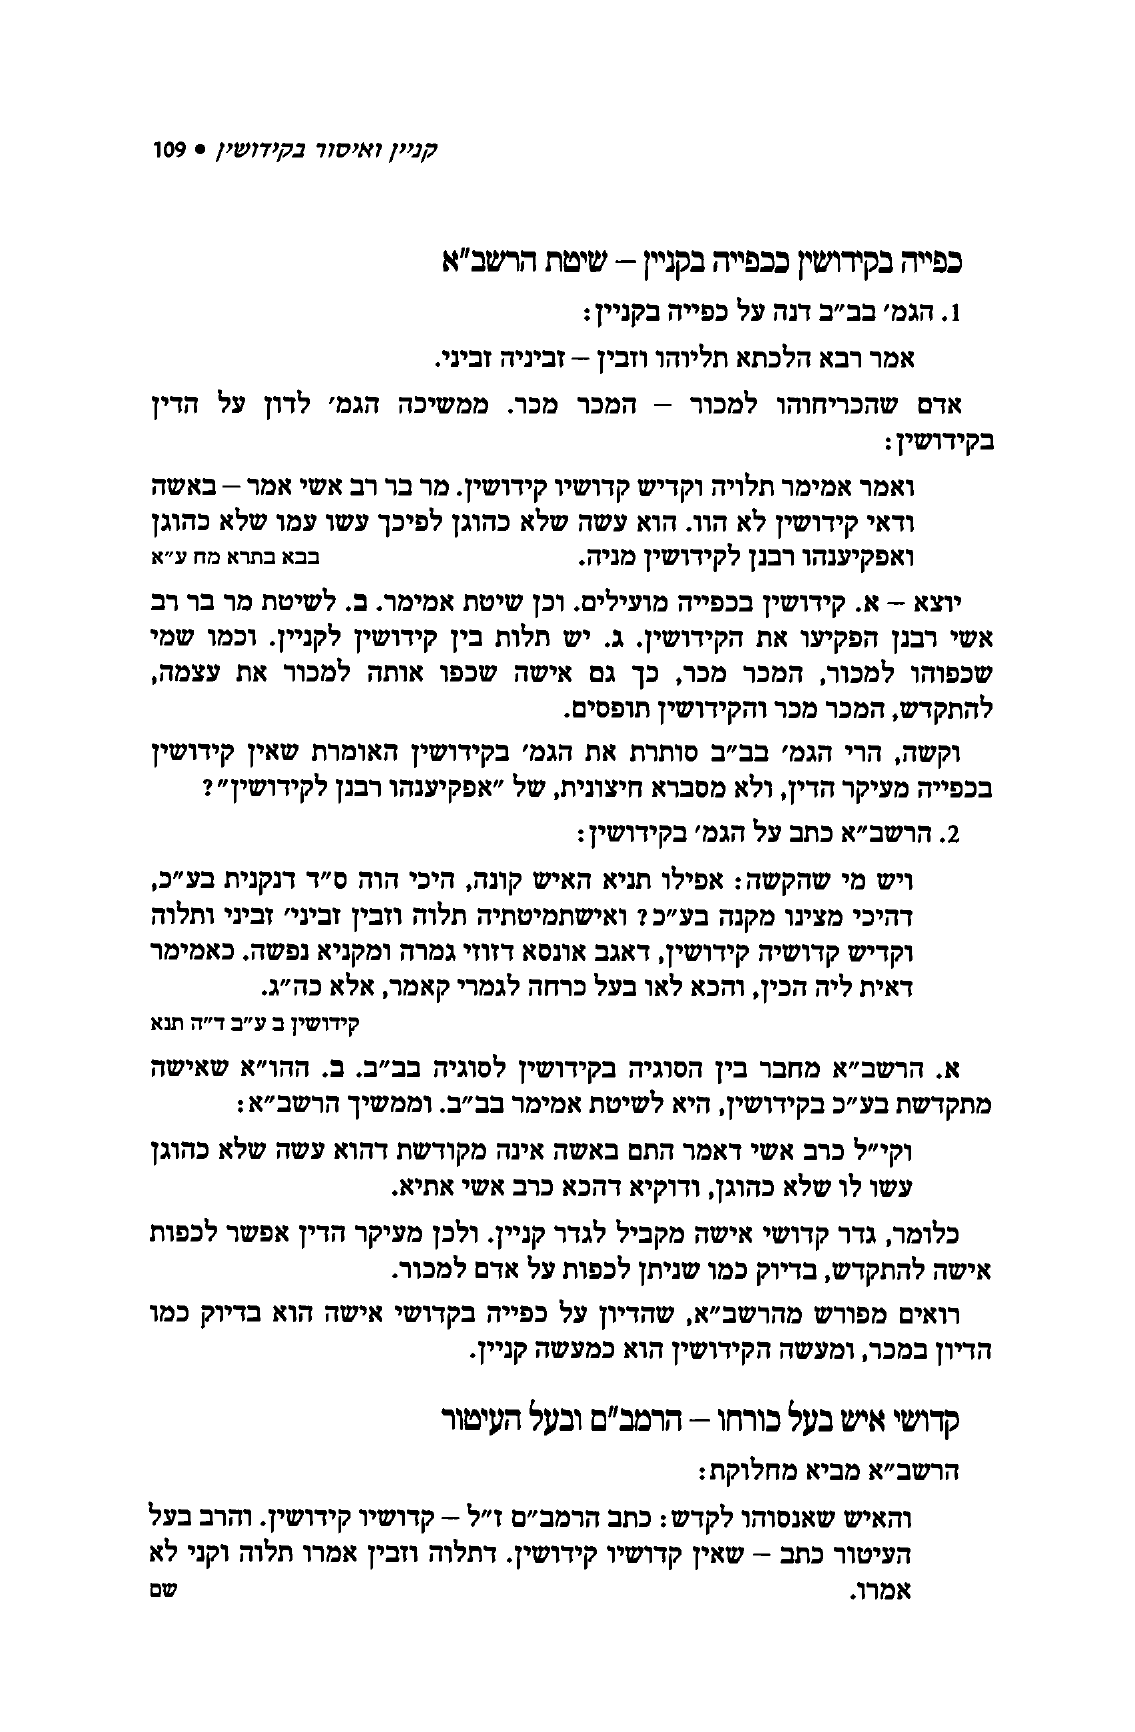 קניין ואיסור בקידושין • 109
כפייה בקידושין ככפייה בקניין – שיטת הרשב"א
1. הגמ' בב"ב דנה על כפייה בקניין:
אמר רבא הלכתא תליוהו וזבין – זביניה זביני.
אדם שהכריחוהו למכור – המכר מכר. ממשיכה הגמ' לדון על הדין
בקידושין:
ואמר אמימר תלויה וקדיש קדושיו קידושין. מר בר רב אשי אמר – באשה
ודאי קידושין לא הוו. הוא עשה שלא כהוגן לפיכך עשו עמו שלא כהוגן
ואפקיענהו רבנן לקידושין מניה. בבא בתרא מח ע"א
יוצא – א. קידושין בכפייה מועילים. וכן שיטת אמימר. ב. לשיטת מר בר רב
אשי רבנן הפקיעו את הקידושין. ג. יש תלות בין קידושין לקניין. וכמו שמי
שכפוהו למכור, המכר מכר, כך גם אישה שכפו אותה למכור את עצמה,
להתקדש, המכר מכר והקידושין תופסים.
וקשה, הרי הגמ' בב"ב סותרת את הגמ' בקידושין האומרת שאין קידושין
בכפייה מעיקר הדין, ולא מסברא חיצונית, של "אפקיענהו רבנן לקידושין"?
2. הרשב"א כתב על הגמ' בקידושין:
ויש מי שהקשה: אפילו תניא האיש קונה, היכי הוה ס"ד דנקנית בע"כ,
דהיכי מצינו מקנה בע"כ? ואישתמיטתיה תלוה וזבין זביני' זביני ותלוה
וקדיש קדושיה קידושין, דאגב אונסא דזוזי גמרה ומקניא נפשה. כאמימר
דאית ליה הכין, והכא לאו בעל כרחה לגמרי קאמר, אלא כה"ג.
קידושין ב ע"ב ד"ה תנא
א. הרשב"א מחבר בין הסוגיה בקידושין לסוגיה בב"ב. ב. ההו"א שאישה
מתקדשת בע"כ בקידושין, היא לשיטת אמימר בב"ב. וממשיך הרשב"א:
וקי"ל כרב אשי דאמר התם באשה אינה מקודשת דהוא עשה שלא כהוגן
עשו לו שלא כהוגן, ודוקיא דהכא כרב אשי אתיא.
כלומר, גדר קדושי אישה מקביל לגדר קניין. ולכן מעיקר הדין אפשר לכפות
אישה להתקדש, בדיוק כמו שניתן לכפות על אדם למכור.
רואים מפורש מהרשב"א, שהדיון על כפייה בקדושי אישה הוא בדיוק כמו
הדיון במכר, ומעשה הקידושין הוא כמעשה קניין.
קדושי איש בעל כורחו – הרמב"ם ובעל העיטור
הרשב"א מביא מחלוקת:
והאיש שאנסוהו לקדש: כתב הרמב"ם ז"ל – קדושיו קידושין. והרב בעל
העיטור כתב – שאין קדושיו קידושין. דתלוה וזבין אמרו תלוה וקני לא
אמרו. שם